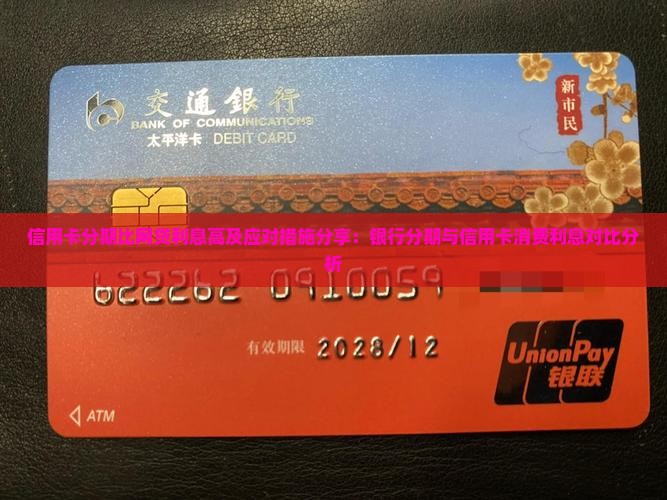 交通銀行
BANK OF COMMUNICATIONS
太平洋卡 DEBIT CARD
新市民
信用卡分期比网贷利息高及应对措施分享：银行分期与信用卡消费利息对比分
析
622262 0910059
有效期限 2028/12
UnionPay
银联
ATM